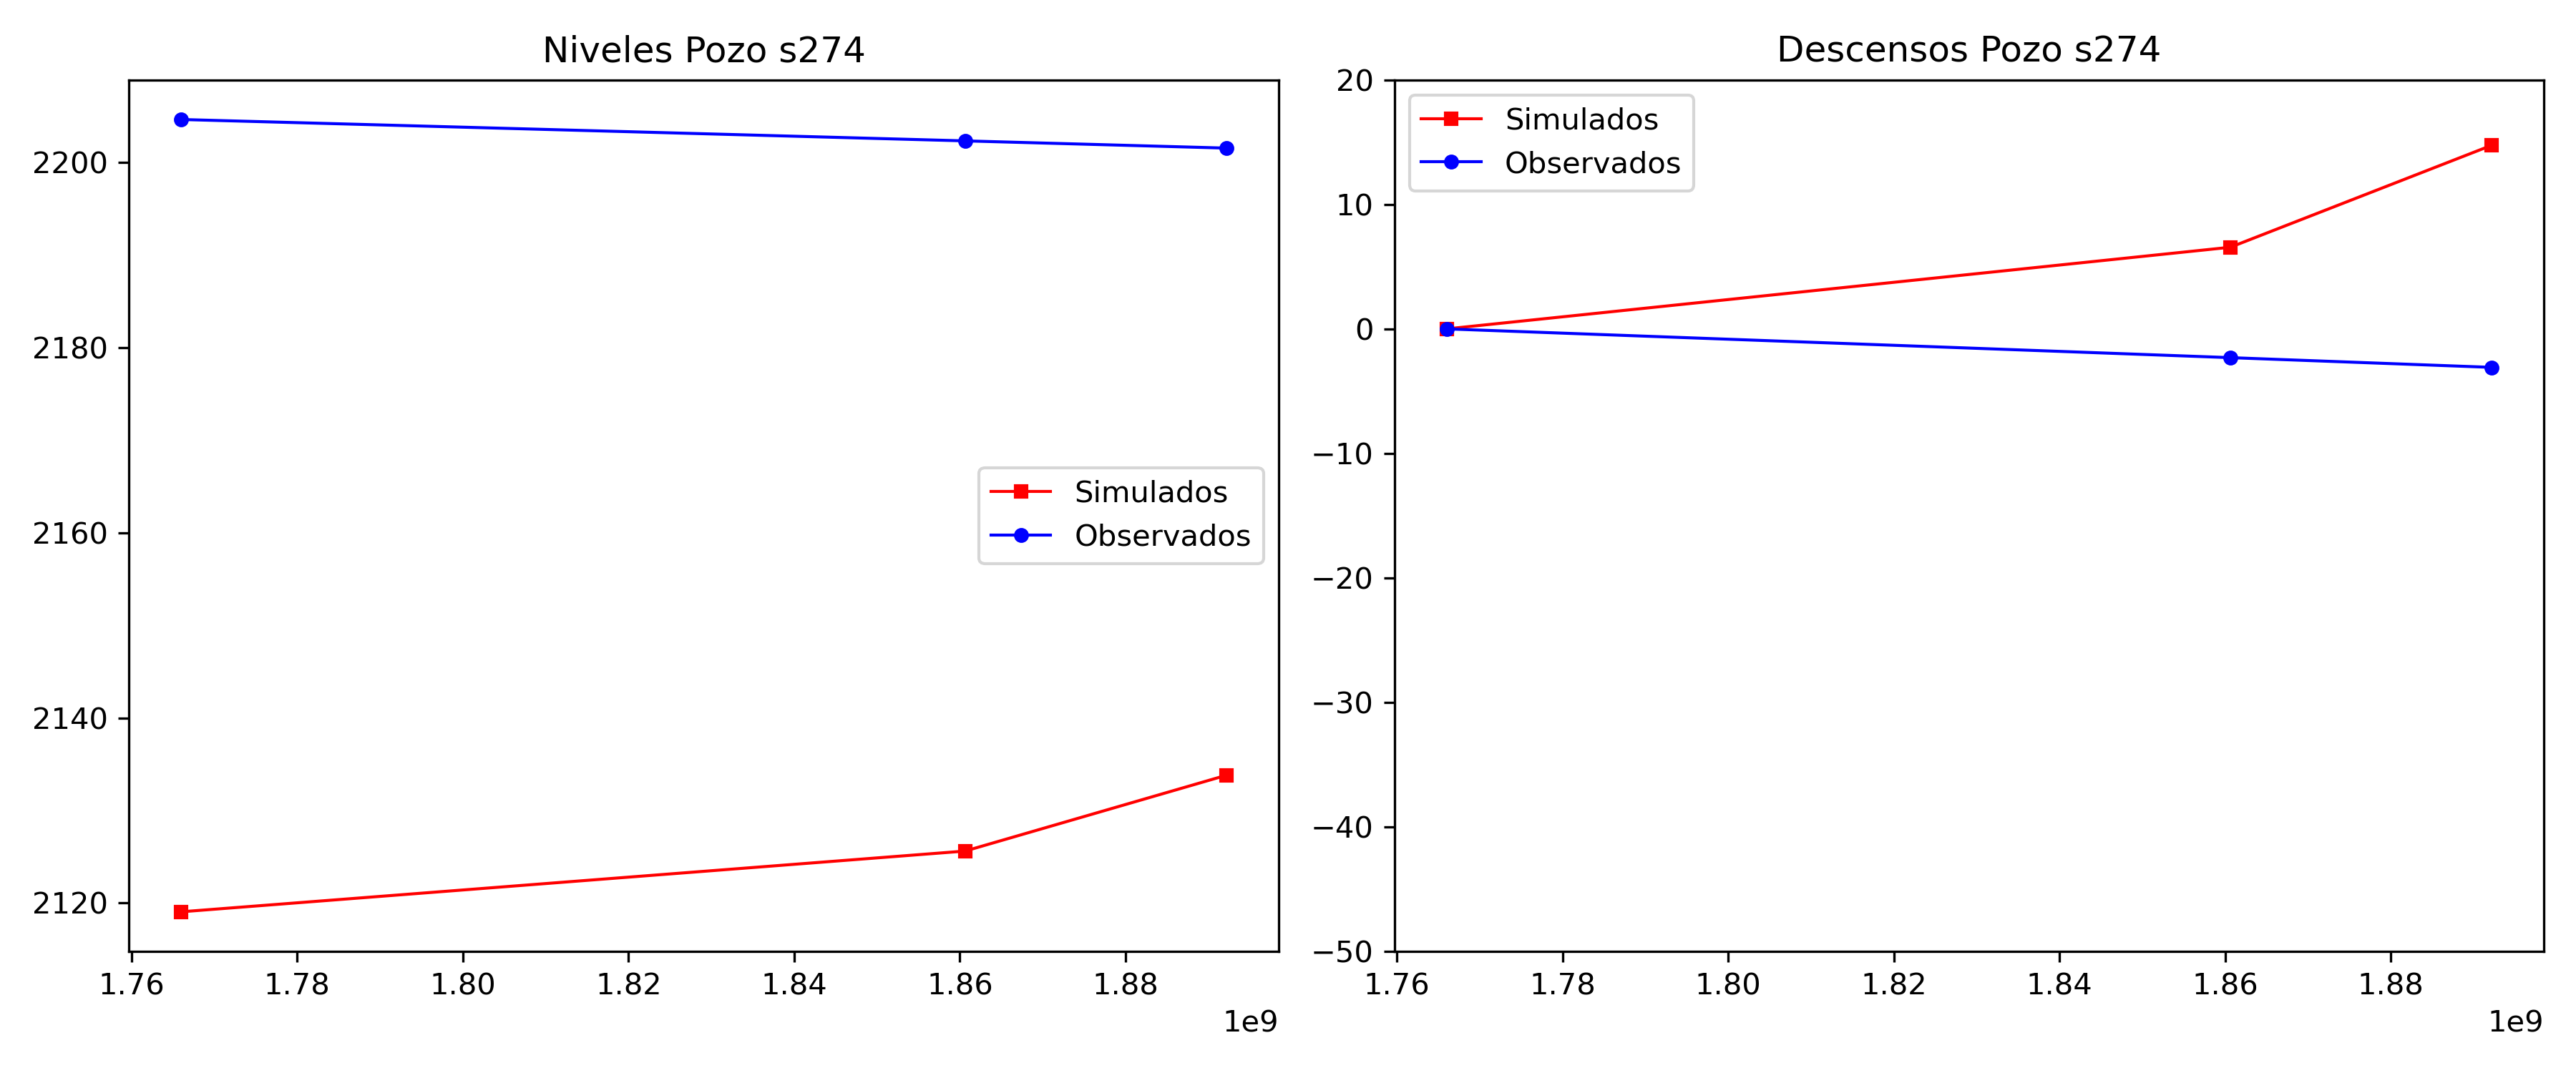 Niveles Pozo s274
2200
2180
2160
2140
2120
Simulados
Observados
1.76 1.78 1.80 1.82 1.84 1.86 1.88
1e9
Descensos Pozo s274
20
10
0
−10
−20
−30
−40
−50
Simulados
Observados
1.76 1.78 1.80 1.82 1.84 1.86 1.88
1e9